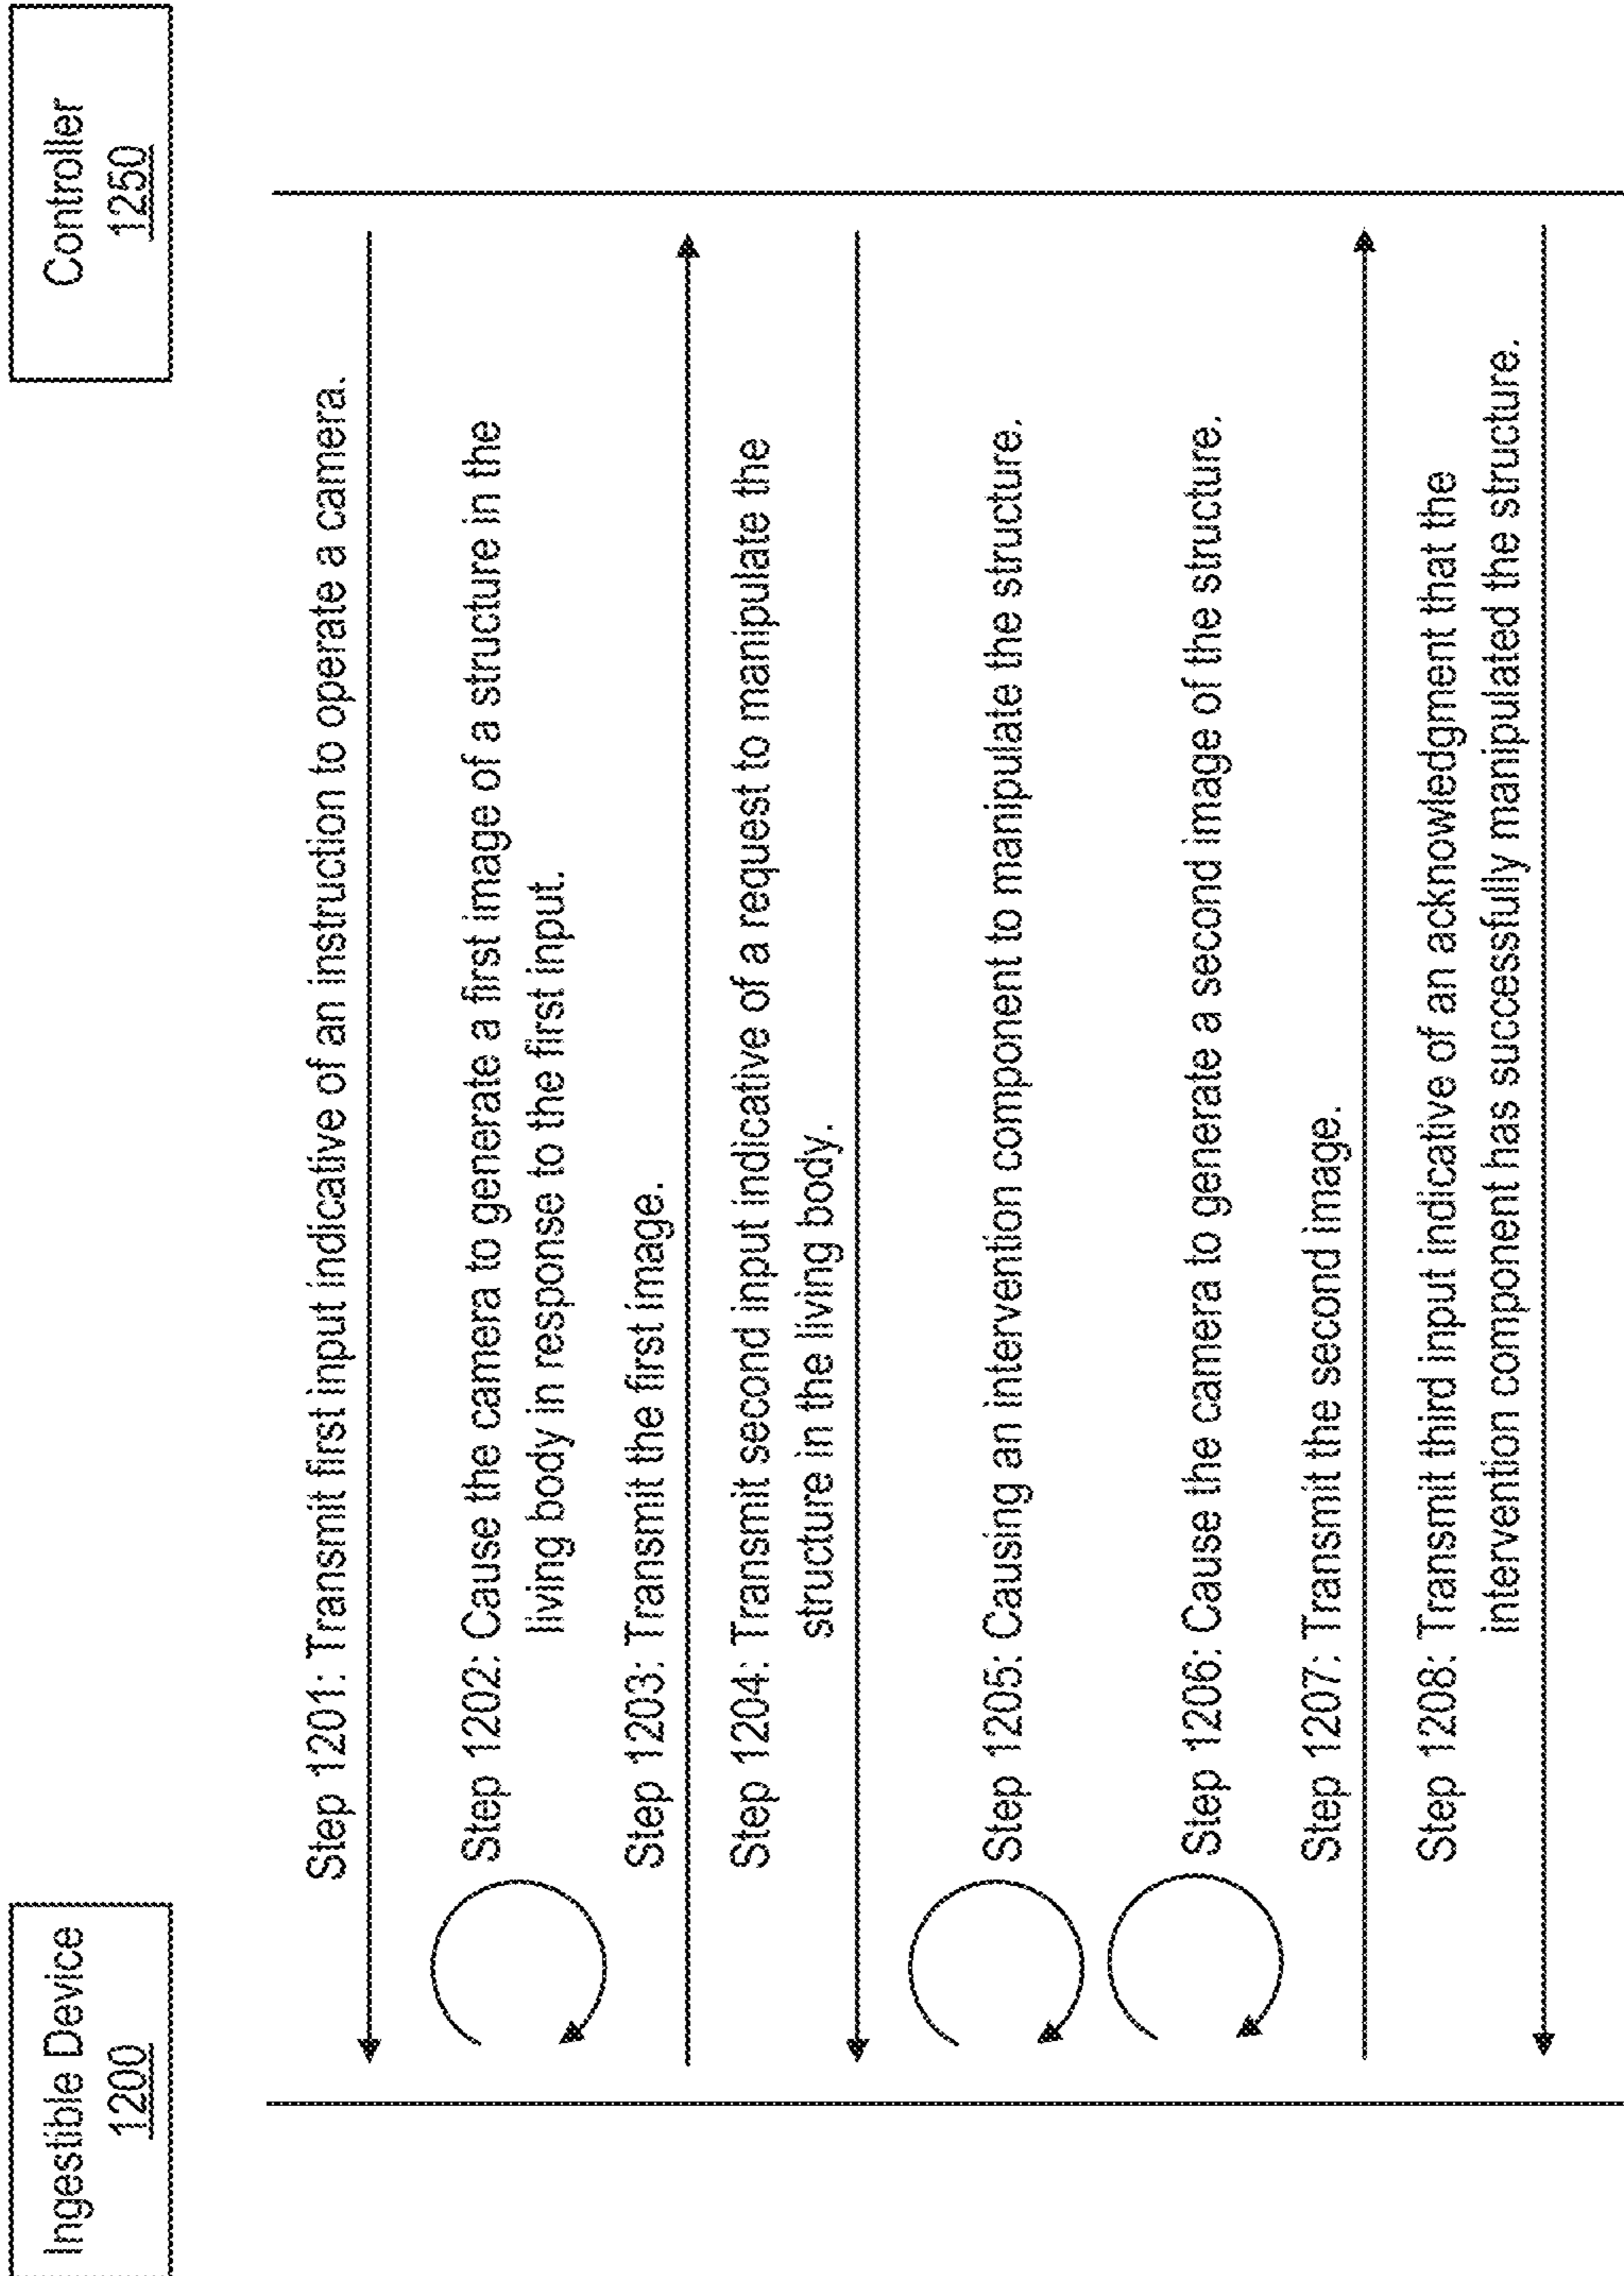 Ingestible Device
1200
Controller
1250
Step 1201: Transmit first input indicative of an instruction to operate a camera.
Step 1202: Cause the camera to generate a first image of a structure in the
living body in response to the first input.
Step 1203: Transmit the first image.
Step 1204: Transmit second input indicative of a request to manipulate the
structure in the living body.
Step 1205: Causing an intervention component to manipulate the structure.
Step 1206: Cause the camera to generate a second image of the structure.
Step 1207: Transmit the second image.
Step 1208: Transmit third input indicative of an acknowledgment that the
intervention component has successfully manipulated the structure.